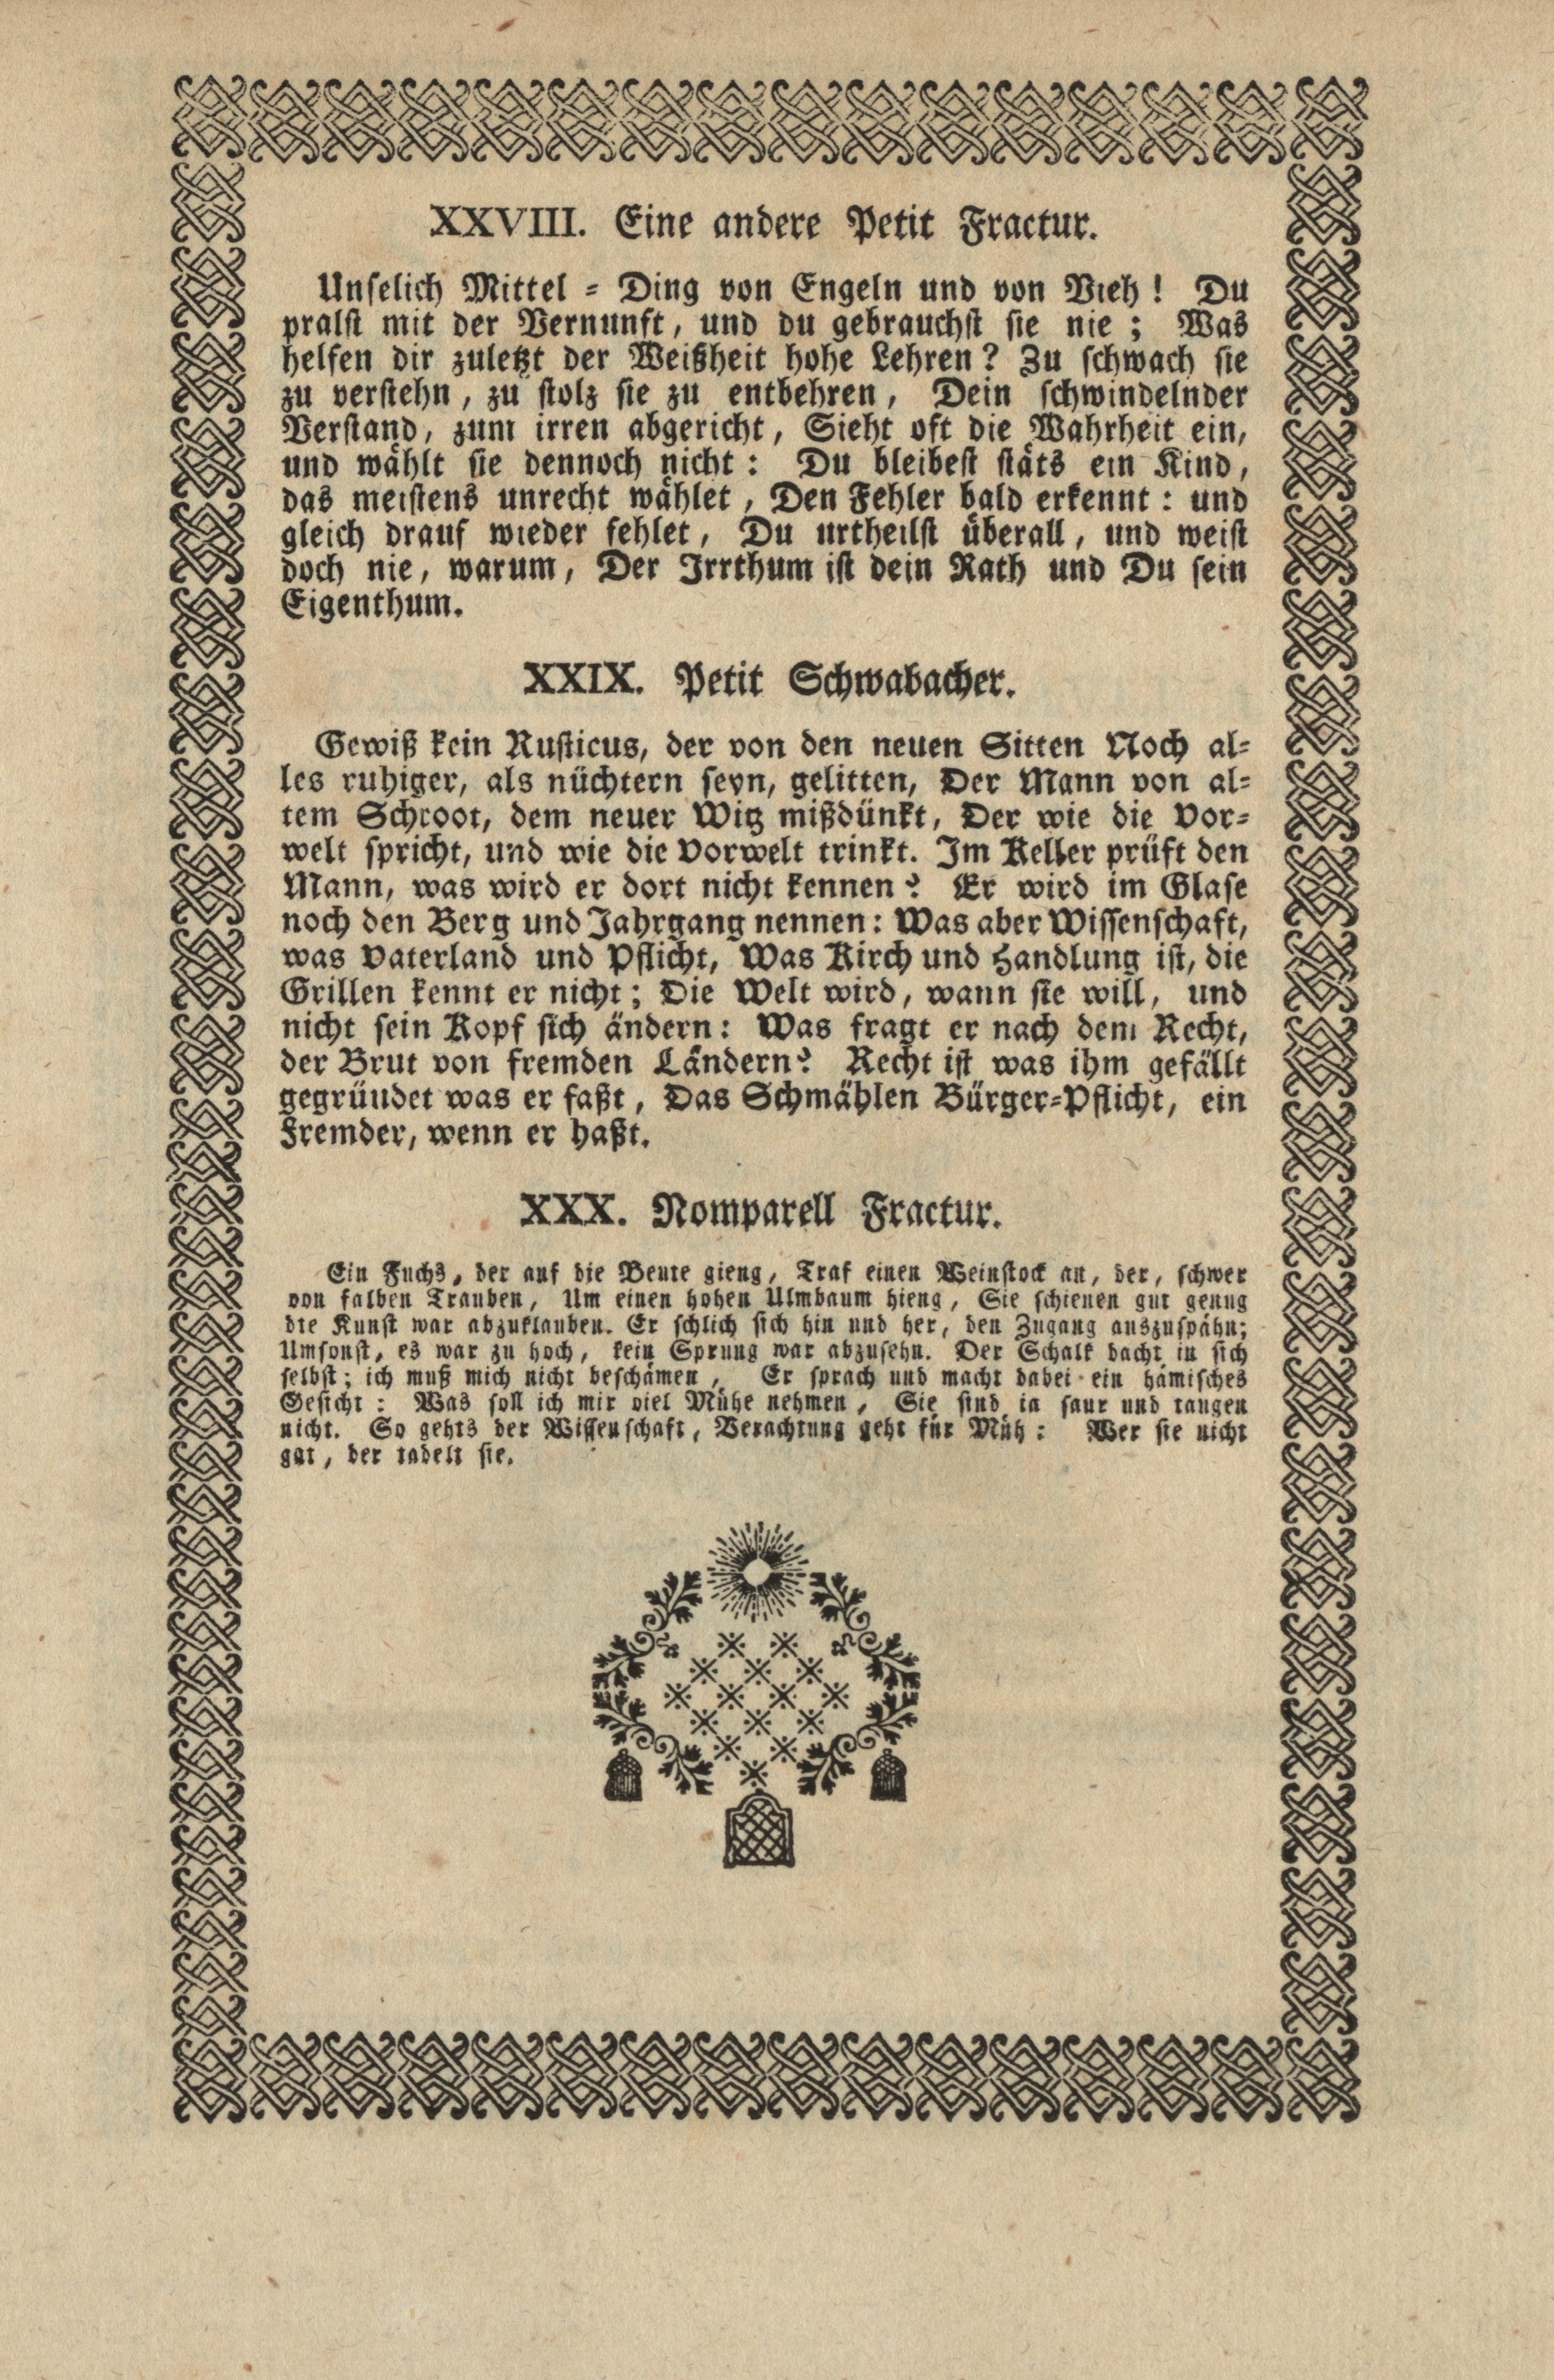 XXVIII. Eine andere Petit Fractur.
Unselich Mittel = Ding von Engeln und von Vieh! Du
pralst mit der Vernunft, und du gebrauchst sie nie; Was
helfen dir zuletzt der Weißheit hohe Lehren? Zu schwach sie
zu verstehn, zu stolz sie zu entbehren, Dein schwindelnder
Verstand, zum irren abgericht, Sieht oft die Wahrheit ein,
und wählt sie dennoch nicht: Du bleibest stäts ein Kind,
das meistens unrecht wählet, Den Fehler bald erkennt: und
gleich drauf wieder fehlet, Du urtheilst überall, und weist
doch nie, warum, Der Irrthum ist dein Rath und Du sein
Eigenthum.
XXIX. Petit Schwabacher.
Gewiß kein Rusticus, der von den neuen Sitten Noch al=
les ruhiger, als nüchtern seyn, gelitten, Der Mann von al=
tem Schroot, dem neuer Witz mißdünkt, Der wie die Vor=
welt spricht, und wie die Vorwelt trinkt. Im Keller prüft den
Mann, was wird er dort nicht kennen? Er wird im Glase
noch den Berg und Jahrgang nennen: Was aber Wissenschaft,
was Vaterland und Pflicht, Was Kirch und Handlung ist, die
Grillen kennt er nicht; Die Welt wird, wann sie will, und
nicht sein Kopf sich ändern: Was fragt er nach dem Recht,
der Brut von fremden Ländern? Recht ist was ihm gefällt
gegründet was er faßt, Das Schmählen Bürger=Pflicht, ein
Fremder, wenn er haßt.
XXX. Nomparell Fractur.
Ein Fuchs, der auf die Beute gieng, Traf einen Weinstock an, der, schwer
von falben Trauben, Um einen hohen Ulmbaum hieng, Sie schienen gut genug
die Kunst war abzuklauben. Er schlich sich hin und her, den Zugang auszuspähn;
Umsonst, es war zu hoch, kein Sprung war abzusehn. Der Schalk dacht in sich
selbst; ich muß mich nicht beschämen, Er sprach und macht dabei ein hämisches
Gesicht: Was soll ich mir viel Mühe nehmen, Sie sind ia saur und taugen
nicht. So gehts der Wissenschaft, Verachtung geht für Müh: Wer sie nicht
gat, der tadelt sie.